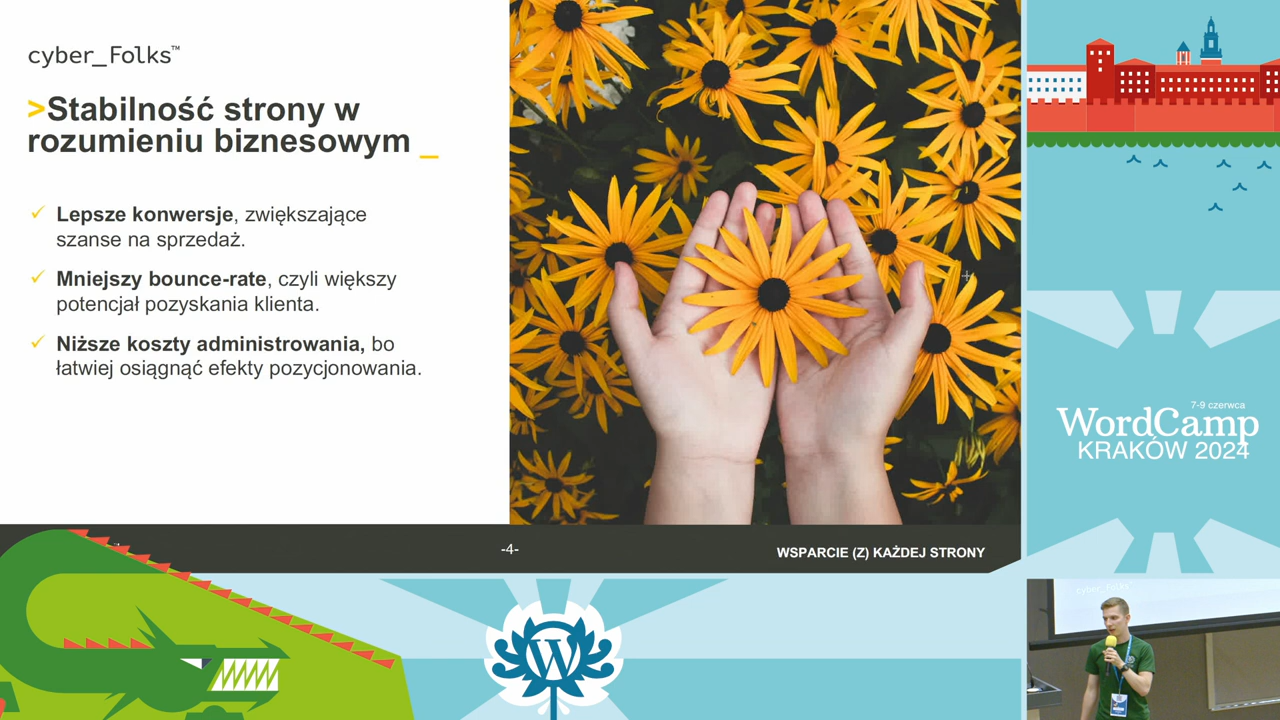 cyber_Folks™
>Stabilność strony w
rozumieniu biznesowym _
Lepsze konwersje, zwiększające
szanse na sprzedaż.
Mniejszy bounce-rate, czyli większy
potencjał pozyskania klienta.
Niższe koszty administrowania, bo
łatwiej osiągnąć efekty pozycjonowania.
-4-
WSPARCIE (Z) KAŻDEJ STRONY
7-9 czerwca
WordCamp
KRAKÓW 2024
W
cyber_Folks